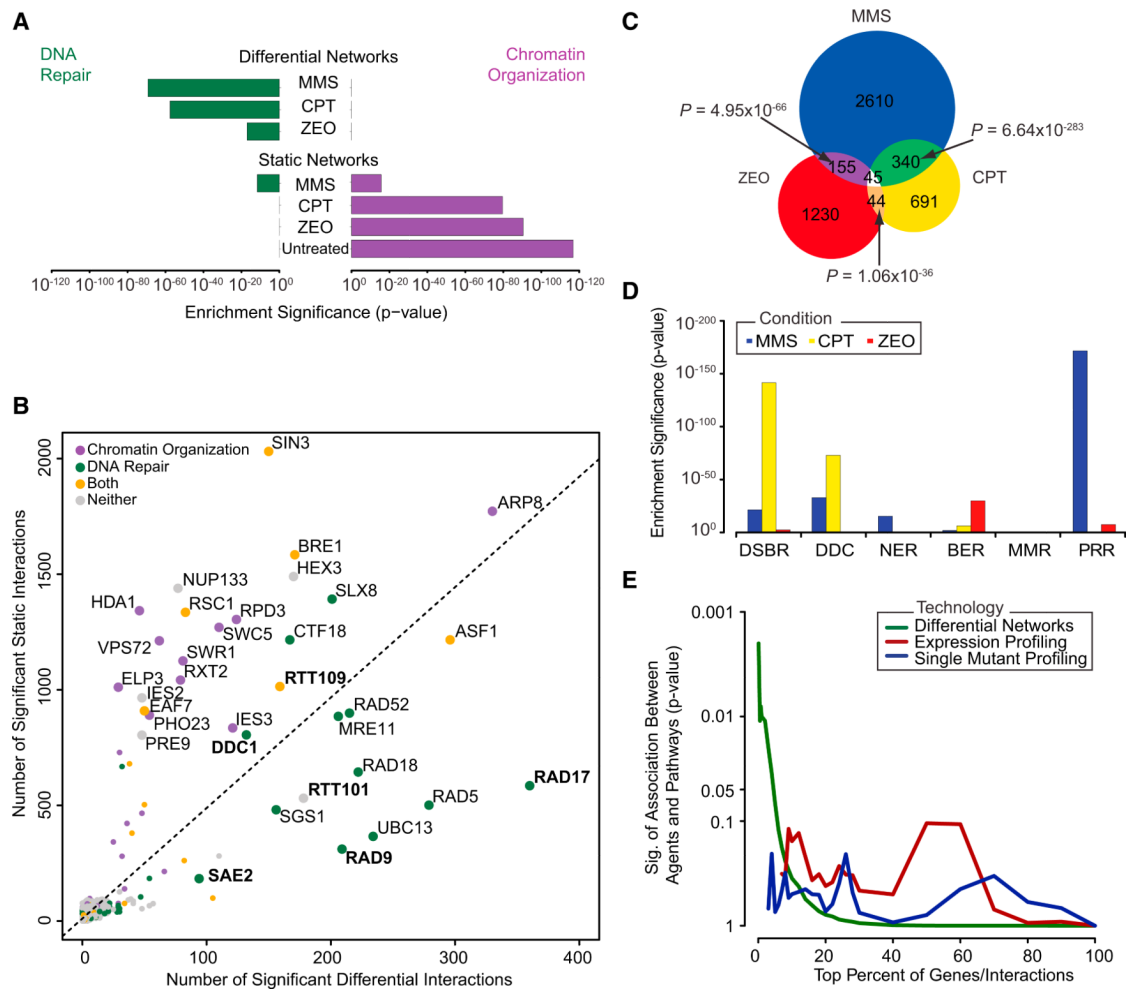 A
DNA
Repair
Differential Networks
Chromatin
Organization
MMS
CPT
ZEO
Static Networks
MMS
CPT
ZEO
Untreated
10-120 10-100 10-80 10-60 10-40 10-20 100 100 10-20 10-40 10-60 10-80 10-100 10-120
Enrichment Significance (p−value)
B
Chromatin Organization
DNA Repair
Both
Neither
SIN3
ARP8
BRE1
HEX3
NUP133
SLX8
HDA1
RSC1
RPD3
SWC5
CTF18
ASF1
VPS72
SWR1
RXT2
ELP3
RTT109
IES2
EAF7
RAD52
PHO23
IES3
MRE11
PRE9
DDC1
RAD18
RTT101
RAD17
SGS1
RAD5
UBC13
RAD9
SAE2
0 500 1000 1500 2000
Number of Significant Static Interactions
0 100 200 300 400
Number of Significant Differential Interactions
C
MMS
2610
P = 4.95x10-66
P = 6.64x10-283
155
340
45
ZEO
CPT
44
1230
691
P = 1.06x10-36
D
Condition
MMS CPT ZEO
10-200
10-150
10-100
10-50
100
Enrichment Significance (p-value)
DSBR DDC NER BER MMR PRR
E
Technology
Differential Networks
Expression Profiling
Single Mutant Profiling
0.001
0.01
0.05
0.1
1
Sig. of Association Between
Agents and Pathways (p-value)
0 20 40 60 80 100
Top Percent of Genes/Interactions